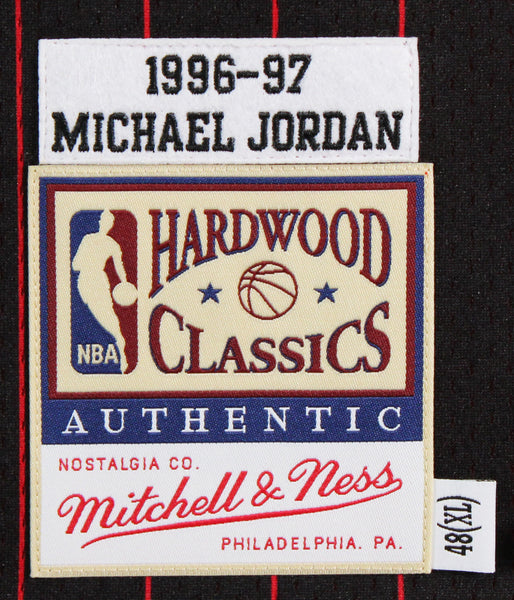 1996-97
MICHAEL JORDAN
HARDWOOD
NBA
CLASSICS
AUTHENTIC
NOSTALGIA CO.
Mitchell & Ness
PHILADELPHIA. PA.
48(XL)